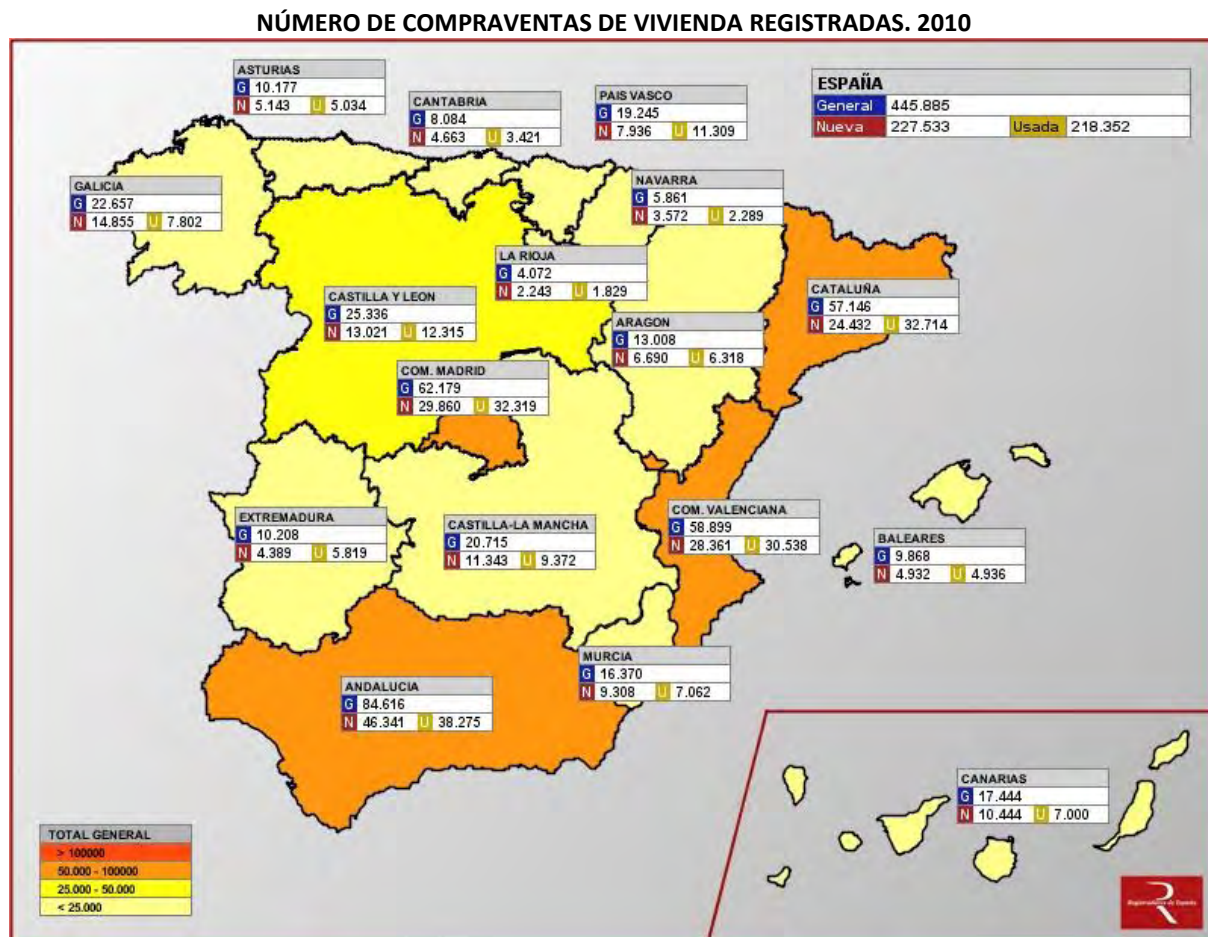 NÚMERO DE COMPRAVENTAS DE VIVIENDA REGISTRADAS. 2010
ASTURIAS
G 10.177
N 5.143 U 5.034
CANTABRIA
G 8.084
N 4.663 U 3.421
PAIS VASCO
G 19.245
N 7.936 U 11.309
ESPAÑA
General 445.885
Nueva 227.533 Usada 218.352
GALICIA
G 22.657
N 14.855 U 7.802
NAVARRA
G 5.861
N 3.572 U 2.289
LA RIOJA
G 4.072
N 2.243 U 1.829
CASTILLA Y LEON
G 25.336
N 13.021 U 12.315
CATALUÑA
G 57.146
N 24.432 U 32.714
ARAGON
G 13.008
N 6.690 U 6.318
COM. MADRID
G 62.179
N 29.860 U 32.319
EXTREMADURA
G 10.208
N 4.389 U 5.819
CASTILLA-LA MANCHA
G 20.715
N 11.343 U 9.372
COM. VALENCIANA
G 58.899
N 28.361 U 30.538
BALEARES
G 9.868
N 4.932 U 4.936
MURCIA
G 16.370
N 9.308 U 7.062
ANDALUCIA
G 84.616
N 46.341 U 38.275
CANARIAS
G 17.444
N 10.444 U 7.000
TOTAL GENERAL
> 100000
50.000 - 100000
25.000 - 50.000
< 25.000
Registradores de España